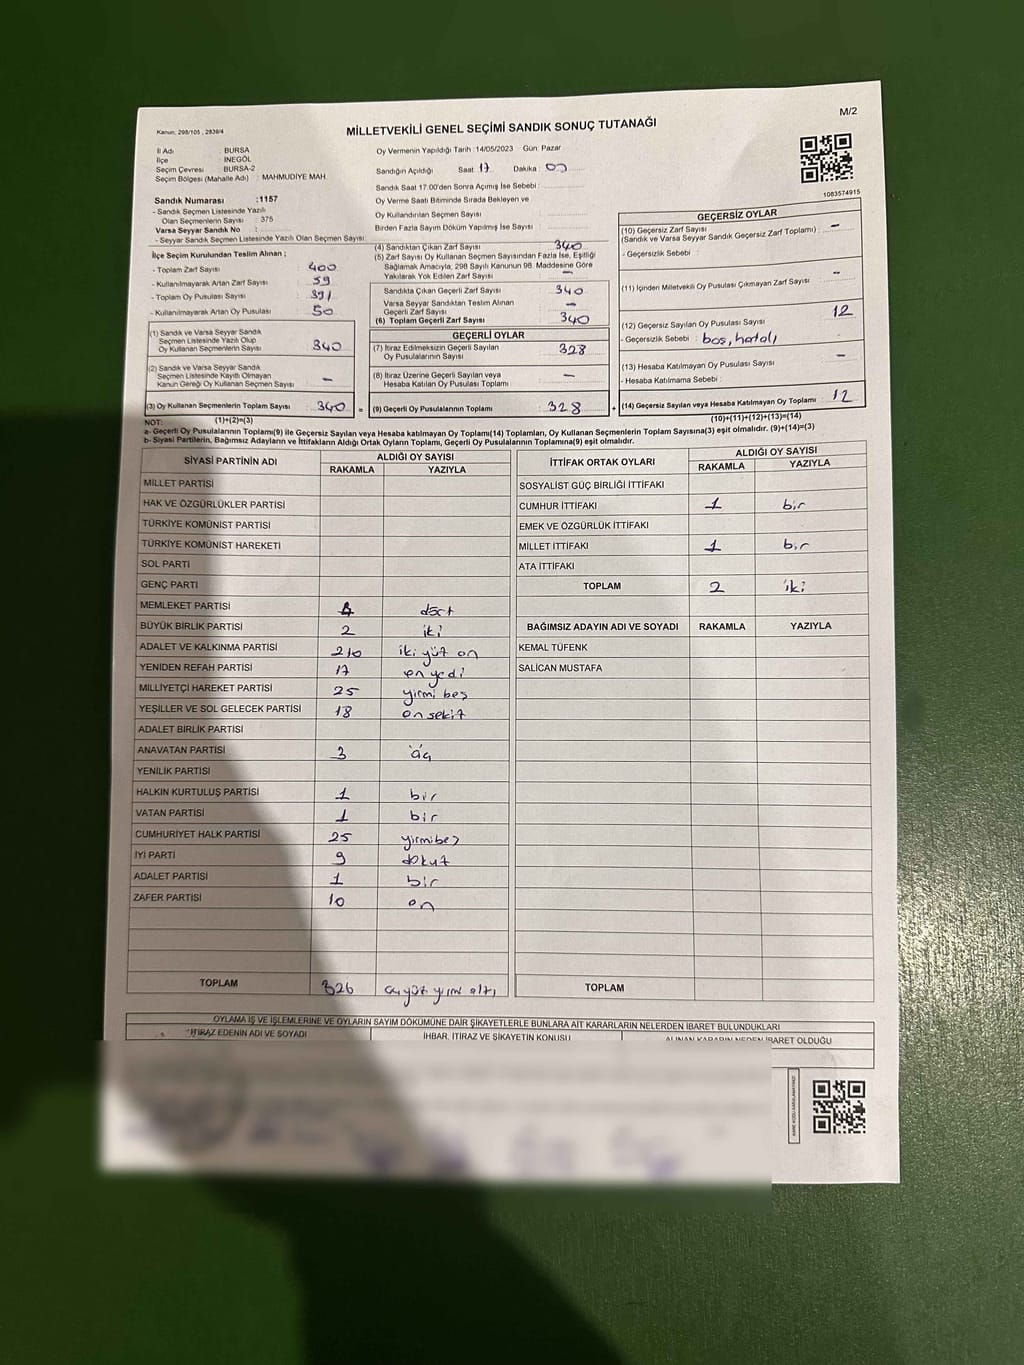 M/2
Kanun: 298/105 , 2839/4
MİLLETVEKİLİ GENEL SEÇİMİ SANDIK SONUÇ TUTANAĞI
İl Adı : BURSA
İlçe : İNEGÖL
Seçim Çevresi : BURSA-2
Seçim Bölgesi (Mahalle Adı) : MAHMUDİYE MAH.
Oy Vermenin Yapıldığı Tarih : 14/05/2023 Gün: Pazar
Sandığın Açıldığı Saat 17 Dakika : 00
Sandık Saat 17.00'den Sonra Açımış İse Sebebi :
Oy Verme Saati Bitiminde Sırada Bekleyen ve
Oy Kullandırılan Seçmen Sayısı
Birden Fazla Sayım Döküm Yapılmış İse Sayısı :
1083574915
Sandık Numarası : 1157
- Sandık Seçmen Listesinde Yazılı
Olan Seçmenlerin Sayısı : 375
Varsa Seyyar Sandık No :
- Seyyar Sandık Seçmen Listesinde Yazılı Olan Seçmen Sayısı:
İlçe Seçim Kurulundan Teslim Alınan ;
- Toplam Zarf Sayısı : 400
- Kullanılmayarak Artan Zarf Sayısı : 59
- Toplam Oy Pusulası Sayısı : 391
- Kullanılmayarak Artan Oy Pusulası : 50
(1) Sandık ve Varsa Seyyar Sandık
Seçmen Listesinde Yazılı Olup
Oy Kullanan Seçmenlerin Sayısı : 340
(2) Sandık ve Varsa Seyyar Sandık
Seçmen Listesinde Kayıtlı Olmayan
Kanun Gereği Oy Kullanan Seçmen Sayısı : -
(3) Oy Kullanan Seçmenlerin Toplam Sayısı : 340 =
(1)+(2)=(3)
(4) Sandıktan Çıkan Zarf Sayısı : 340
(5) Zarf Sayısı Oy Kullanan Seçmen Sayısından Fazla İse, Eşitliği
Sağlamak Amacıyla, 298 Sayılı Kanunun 98. Maddesine Göre
Yakılarak Yok Edilen Zarf Sayısı : -
Sandıkta Çıkan Geçerli Zarf Sayısı : 340
Varsa Seyyar Sandıktan Teslim Alınan
Geçerli Zarf Sayısı : -
(6) Toplam Geçerli Zarf Sayısı : 340
GEÇERLİ OYLAR
(7) İtiraz Edilmeksizin Geçerli Sayılan
Oy Pusulalarının Sayısı : 328
(8) İtiraz Üzerine Geçerli Sayılan veya
Hesaba Katılan Oy Pusulası Toplamı : -
(9) Geçerli Oy Pusulalarının Toplamı : 328 +
GEÇERSİZ OYLAR
(10) Geçersiz Zarf Sayısı : -
(Sandık ve Varsa Seyyar Sandık Geçersiz Zarf Toplamı)
- Geçersizlik Sebebi :
(11) İçinden Milletvekili Oy Pusulası Çıkmayan Zarf Sayısı : -
(12) Geçersiz Sayılan Oy Pusulası Sayısı : 12
- Geçersizlik Sebebi : boş, hatalı
(13) Hesaba Katılmayan Oy Pusulası Sayısı : -
- Hesaba Katılmama Sebebi :
(14) Geçersiz Sayılan veya Hesaba Katılmayan Oy Toplamı : 12
(10)+(11)+(12)+(13)=(14)
NOT:
a- Geçerli Oy Pusulalarının Toplamı(9) ile Geçersiz Sayılan veya Hesaba katılmayan Oy Toplamı(14) Toplamları, Oy Kullanan Seçmenlerin Toplam Sayısına(3) eşit olmalıdır. (9)+(14)=(3)
b- Siyasi Partilerin, Bağımsız Adayların ve İttifakların Aldığı Oyların Toplamı, Geçerli Oy Pusulalarının Toplamına(9) eşit olmalıdır.
SİYASİ PARTİNİN ADI ALDIĞI OY SAYISI
RAKAMLA YAZIYLA
MİLLET PARTİSİ
HAK VE ÖZGÜRLÜKLER PARTİSİ
TÜRKİYE KOMÜNİST PARTİSİ
TÜRKİYE KOMÜNİST HAREKETİ
SOL PARTİ
GENÇ PARTİ
MEMLEKET PARTİSİ 4 dört
BÜYÜK BİRLİK PARTİSİ 2 iki
ADALET VE KALKINMA PARTİSİ 210 iki yüz on
YENİDEN REFAH PARTİSİ 17 on yedi
MİLLİYETÇİ HAREKET PARTİSİ 25 yirmi beş
YEŞİLLER VE SOL GELECEK PARTİSİ 18 on sekiz
ADALET BİRLİK PARTİSİ
ANAVATAN PARTİSİ 3 üç
YENİLİK PARTİSİ
HALKIN KURTULUŞ PARTİSİ 1 bir
VATAN PARTİSİ 1 bir
CUMHURİYET HALK PARTİSİ 25 yirmibeş
İYİ PARTİ 9 dokuz
ADALET PARTİSİ 1 bir
ZAFER PARTİSİ 10 on
TOPLAM 326 üçyüz yirmi altı
İTTİFAK ORTAK OYLARI ALDIĞI OY SAYISI
RAKAMLA YAZIYLA
SOSYALİST GÜÇ BİRLİĞİ İTTİFAKI
CUMHUR İTTİFAKI 1 bir
EMEK VE ÖZGÜRLÜK İTTİFAKI
MİLLET İTTİFAKI 1 bir
ATA İTTİFAKI
TOPLAM 2 iki
BAĞIMSIZ ADAYIN ADI VE SOYADI RAKAMLA YAZIYLA
KEMAL TÜFENK
SALİCAN MUSTAFA
TOPLAM
OYLAMA İŞ VE İŞLEMLERİNE VE OYLARIN SAYIM DÖKÜMÜNE DAİR ŞİKAYETLERLE BUNLARA AİT KARARLARIN NELERDEN İBARET BULUNDUKLARI
İTİRAZ EDENİN ADI VE SOYADI İHBAR, İTİRAZ VE ŞİKAYETİN KONUSU ALINAN KARARIN NEDEN İBARET OLDUĞU